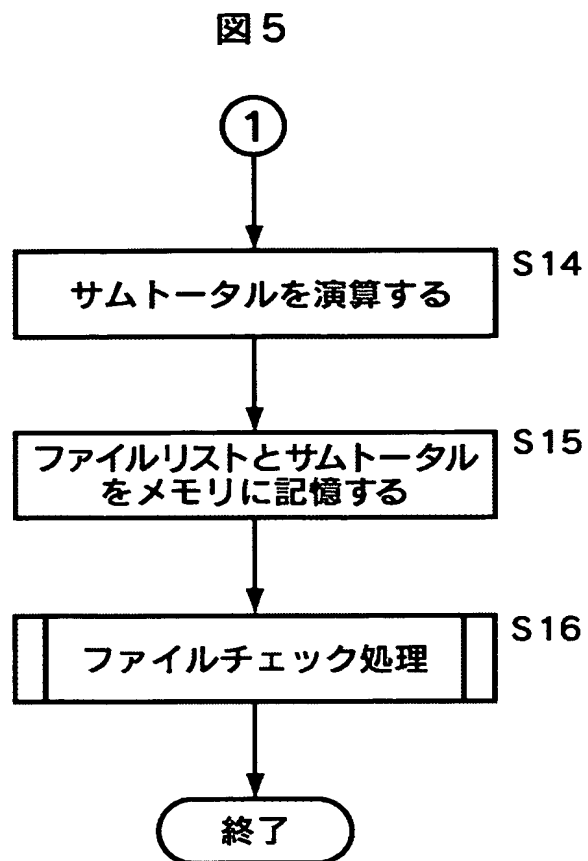 図5
1
サムトータルを演算する
S14
ファイルリストとサムトータル
をメモリに記憶する
S15
ファイルチェック処理
S16
終了